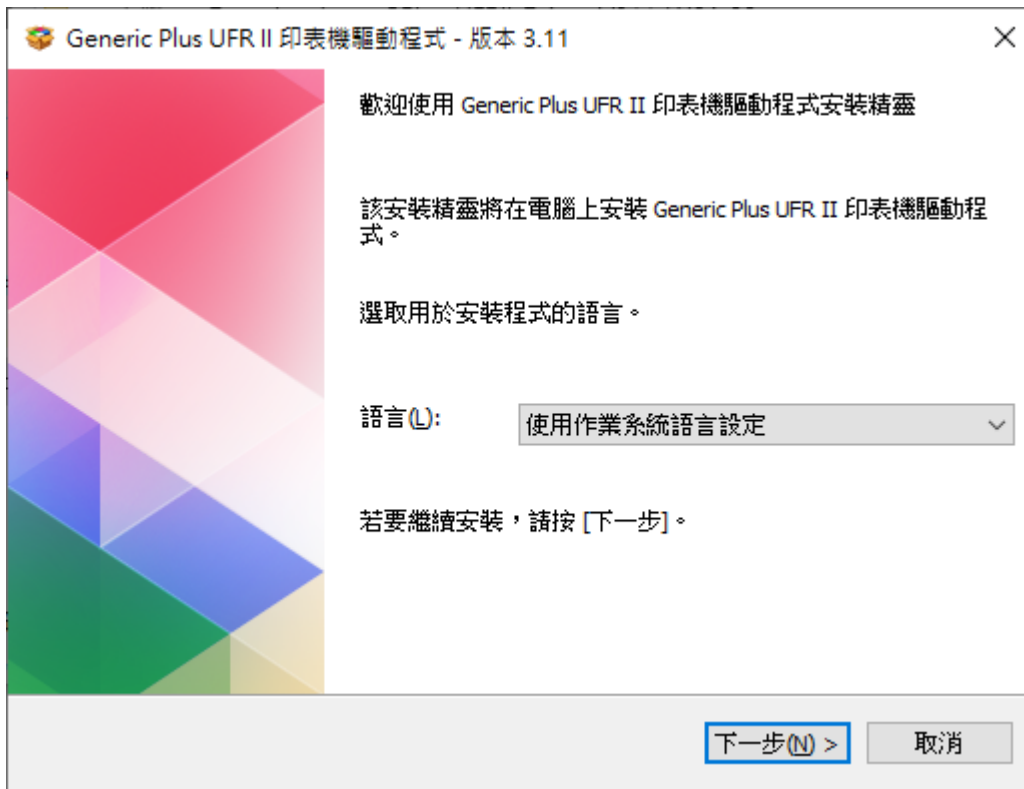 Generic Plus UFR II 印表機驅動程式 - 版本 3.11
歡迎使用 Generic Plus UFR II 印表機驅動程式安裝精靈
該安裝精靈將在電腦上安裝 Generic Plus UFR II 印表機驅動程
式。
選取用於安裝程式的語言。
語言(L):
使用作業系統語言設定
若要繼續安裝，請按 [下一步]。
下一步(N) >
取消